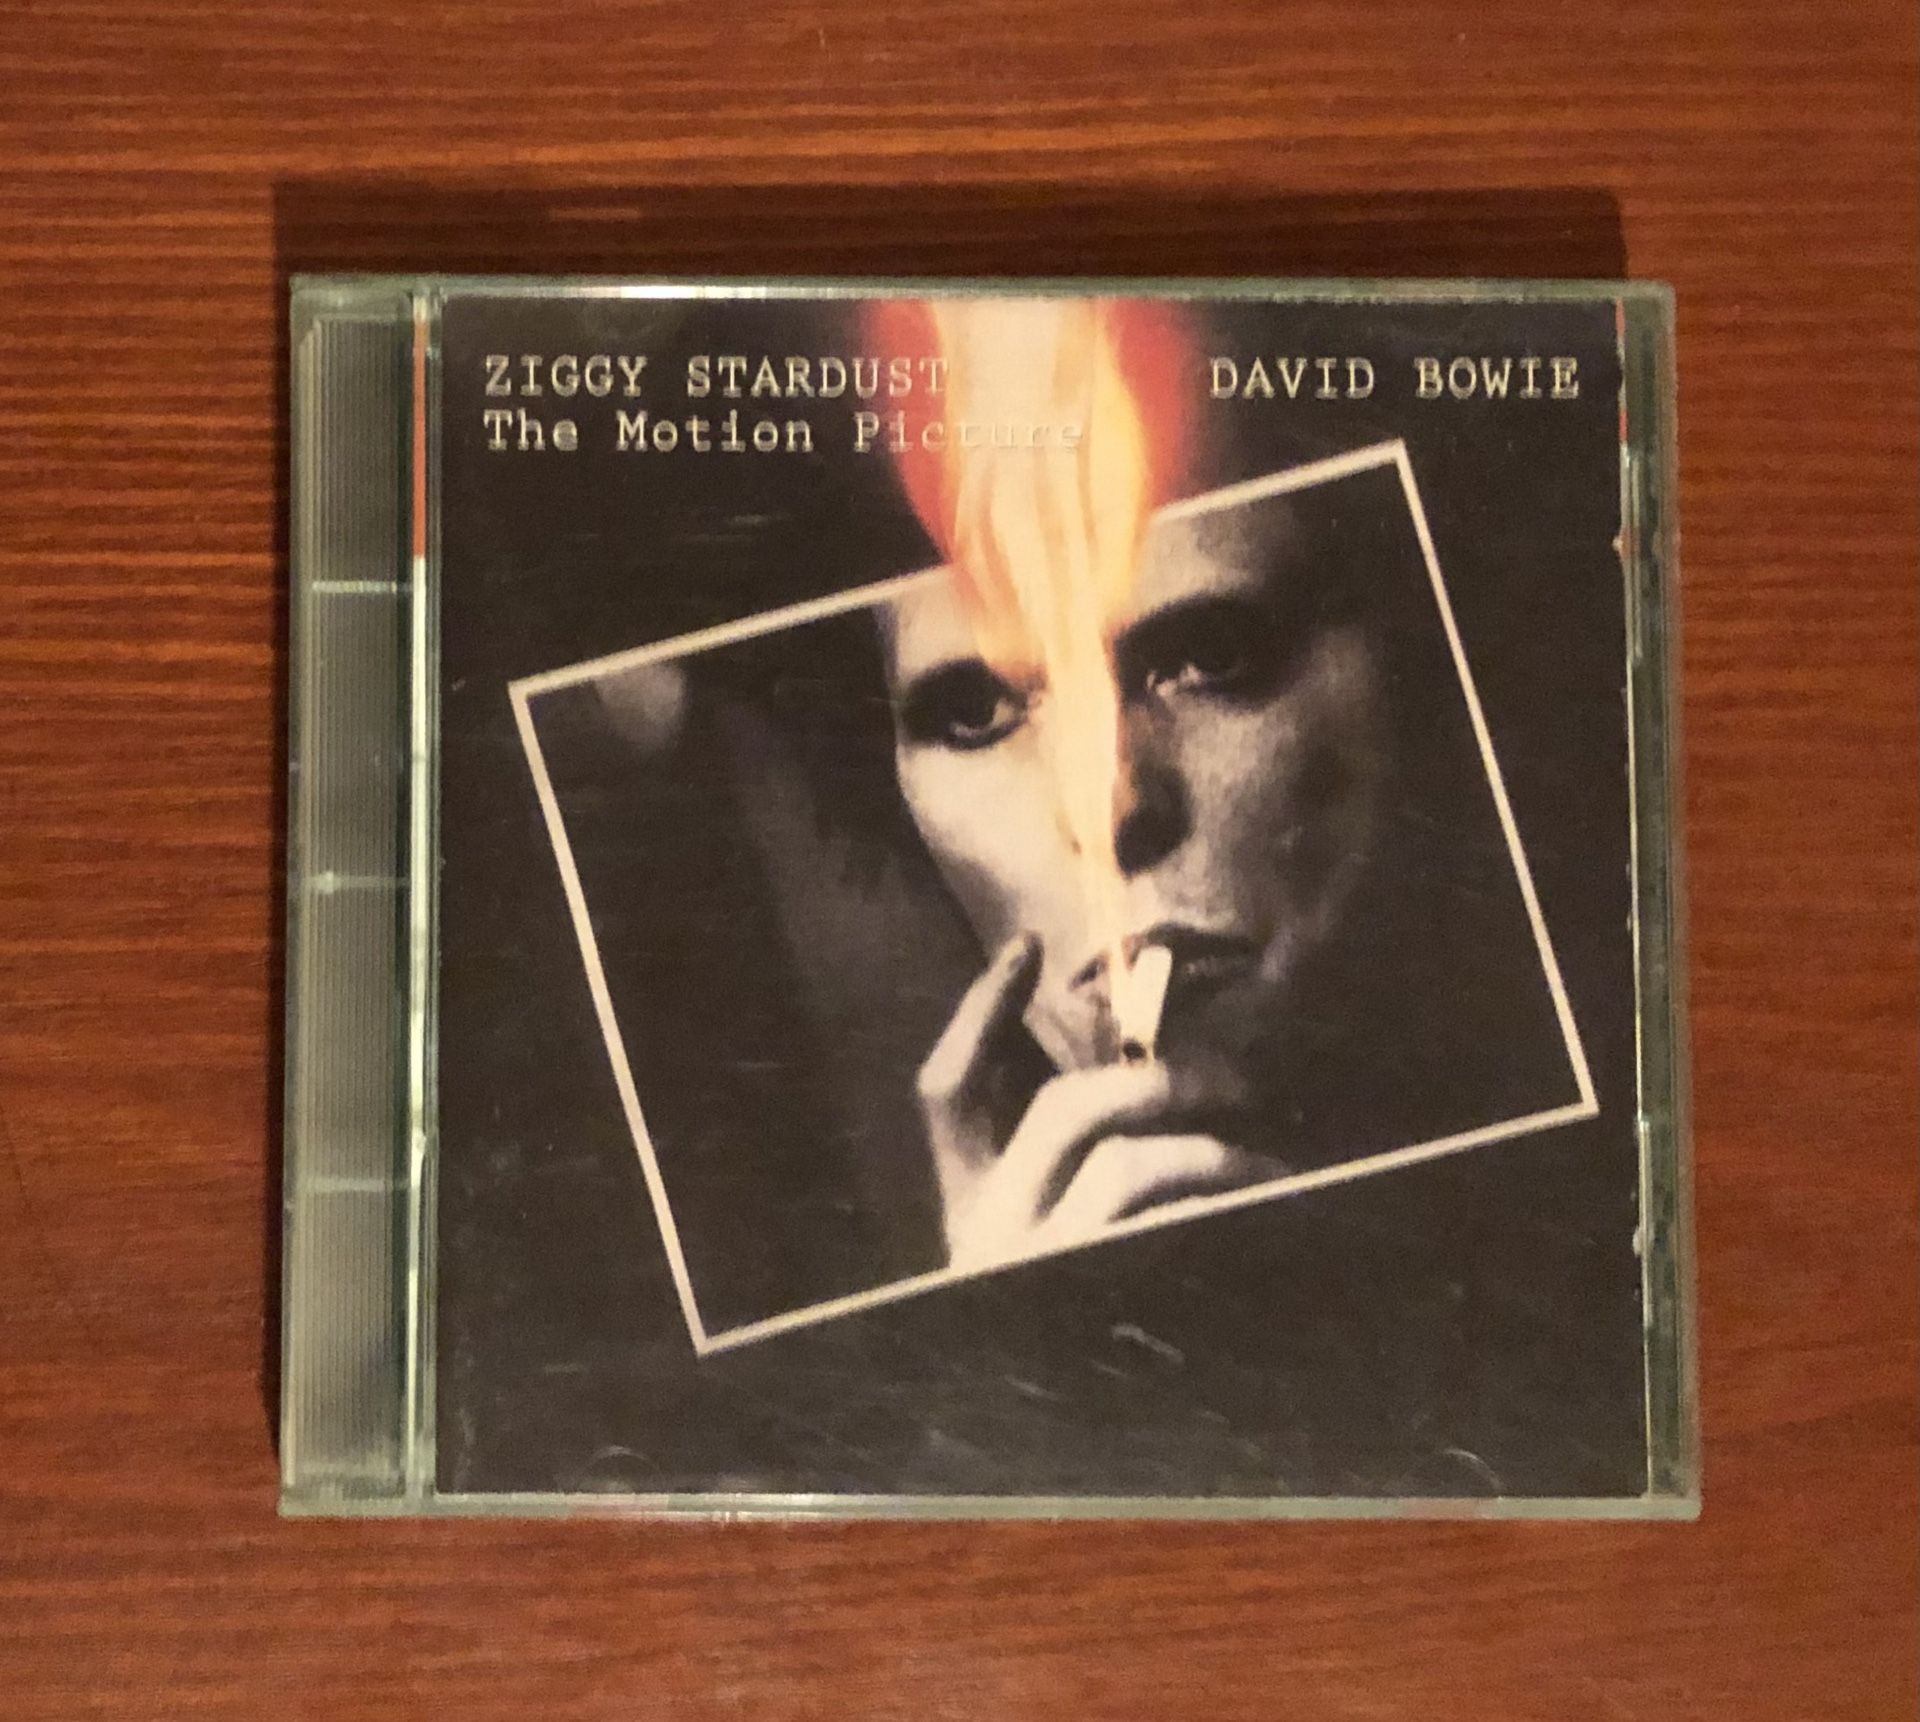 ZIGGY STARDUST DAVID BOWIE
The Motion Picture